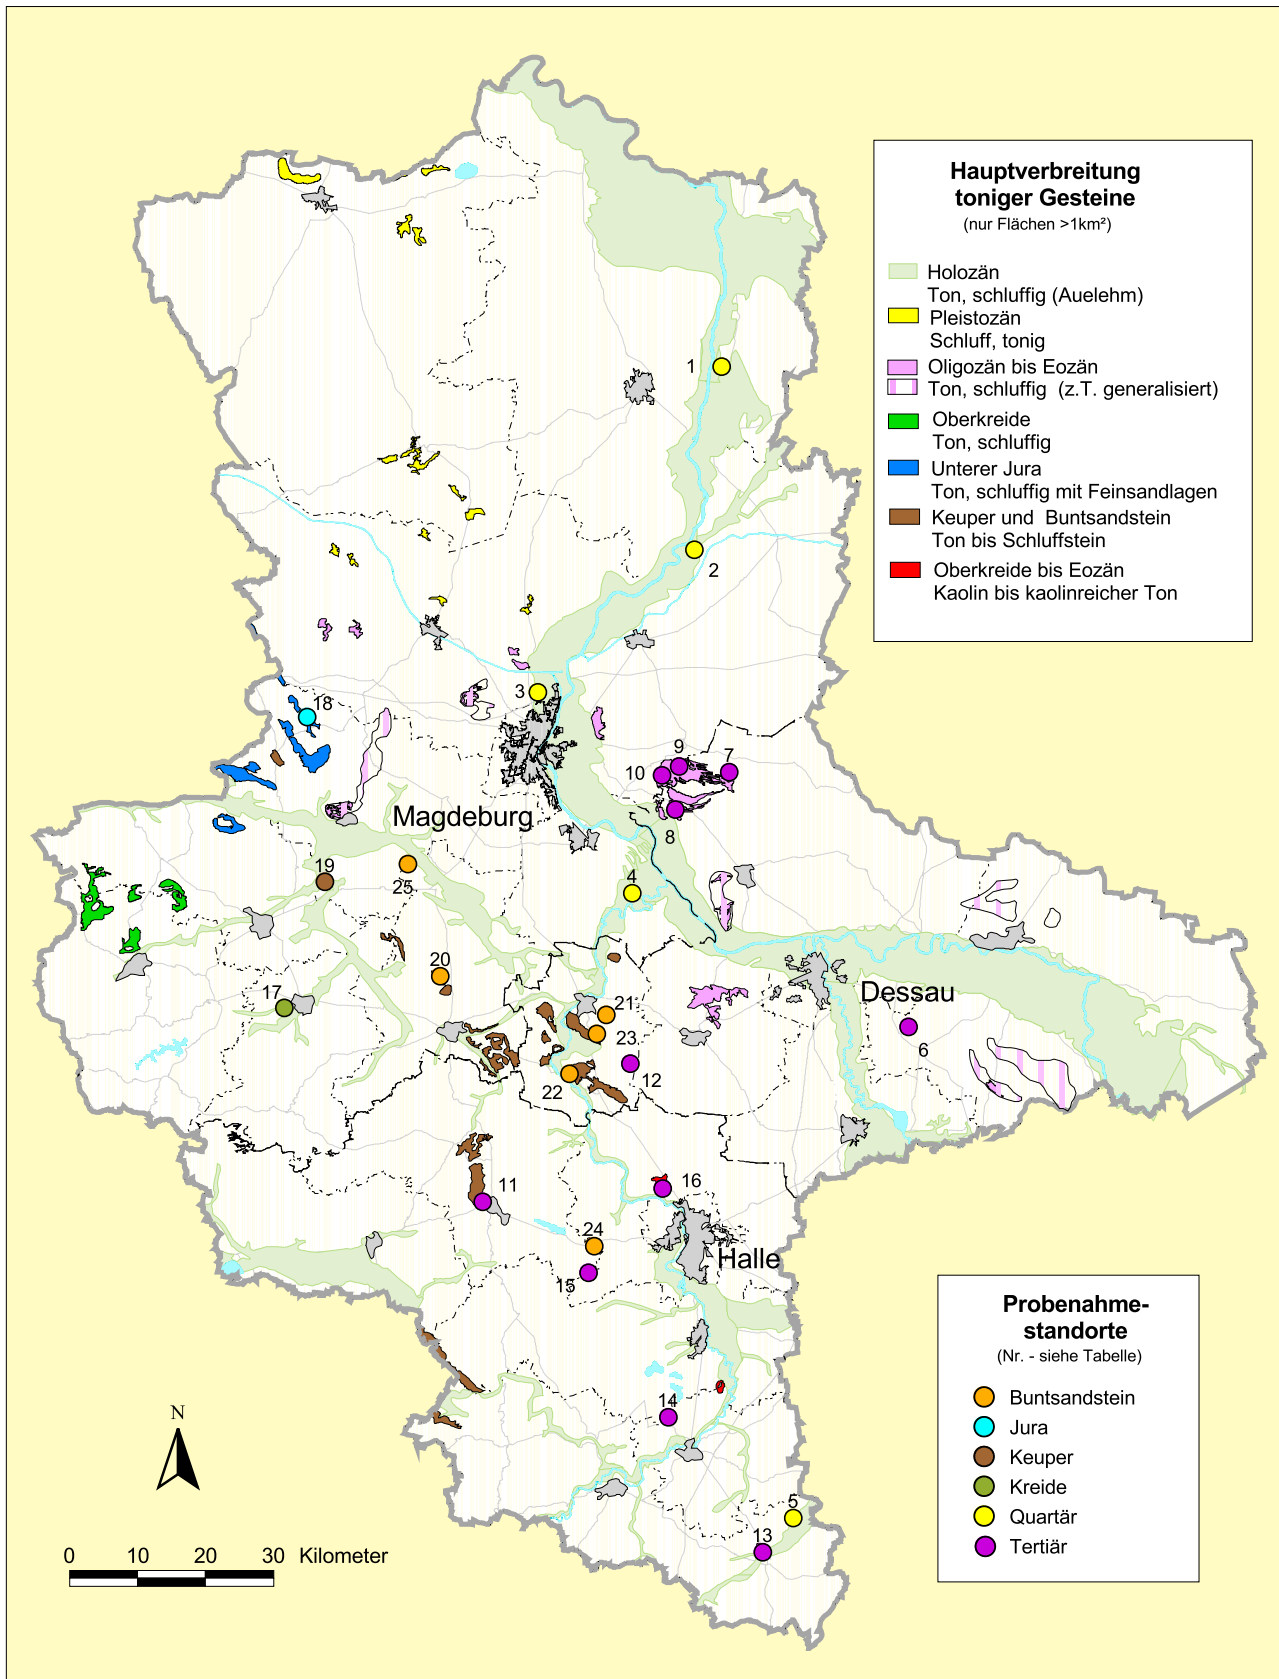 Hauptverbreitung
toniger Gesteine
(nur Flächen >1km²)
Holozän
Ton, schluffig (Auelehm)
Pleistozän
Schluff, tonig
Oligozän bis Eozän
Ton, schluffig (z.T. generalisiert)
Oberkreide
Ton, schluffig
Unterer Jura
Ton, schluffig mit Feinsandlagen
Keuper und Buntsandstein
Ton bis Schluffstein
Oberkreide bis Eozän
Kaolin bis kaolinreicher Ton
1
2
3
18
9
7
10
Magdeburg
8
19
25
4
20
17
Dessau
21
23
6
12
22
11
16
24
Halle
15
14
5
13
Probenahme-
standorte
(Nr. - siehe Tabelle)
Buntsandstein
Jura
Keuper
Kreide
Quartär
Tertiär
N
0 10 20 30 Kilometer